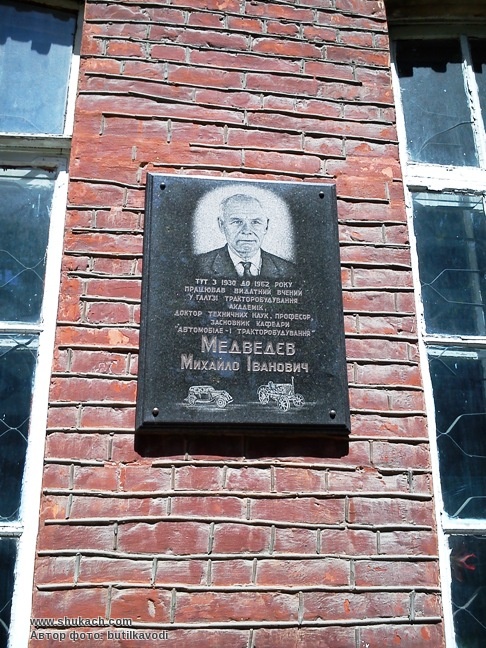 ТУТ З 1930 ДО 1962 РОКУ
ПРАЦЮВАВ ВИДАТНИЙ ВЧЕНИЙ
У ГАЛУЗІ ТРАКТОРОБУДУВАННЯ
АКАДЕМІК,
ДОКТОР ТЕХНИЧНИХ НАУК, ПРОФЕСОР,
ЗАСНОВНИК КАФЕДРИ
"АВТОМОБІЛЕ-І ТРАКТОРОБУДУВАННЯ"
МЕДВЕДЄВ
МИХАЙЛО ІВАНОВИЧ
www.shukach.com
Автор фото: butilkavodi